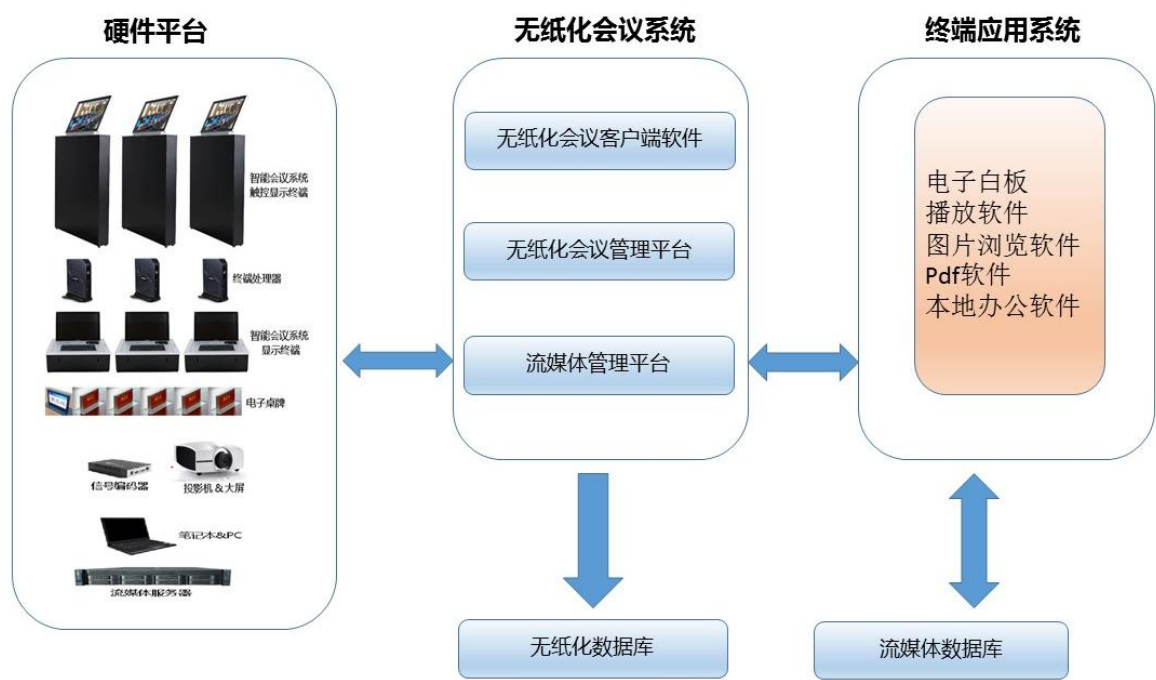 硬件平台
无纸化会议系统
终端应用系统
智能会议系统
触控显示终端
终端处理器
智能会议系统
显示终端
电子桌牌
信号编码器
投影机&大屏
笔记本&PC
流媒体服务器
无纸化会议客户端软件
无纸化会议管理平台
流媒体管理平台
电子白板
播放软件
图片浏览软件
Pdf软件
本地办公软件
无纸化数据库
流媒体数据库